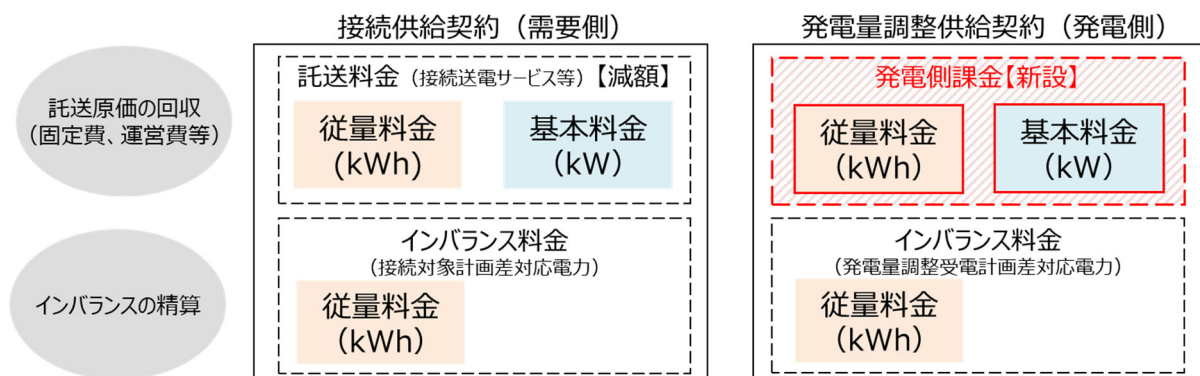 接続供給契約（需要側）
発電量調整供給契約（発電側）
託送原価の回収
（固定費、運営費等）
託送料金（接続送電サービス等）【減額】
従量料金
（kWh）
基本料金
（kW）
発電側課金【新設】
従量料金
（kWh）
基本料金
（kW）
インバランスの精算
インバランス料金
（接続対象計画差対応電力）
従量料金
（kWh）
インバランス料金
（発電量調整受電計画差対応電力）
従量料金
（kWh）